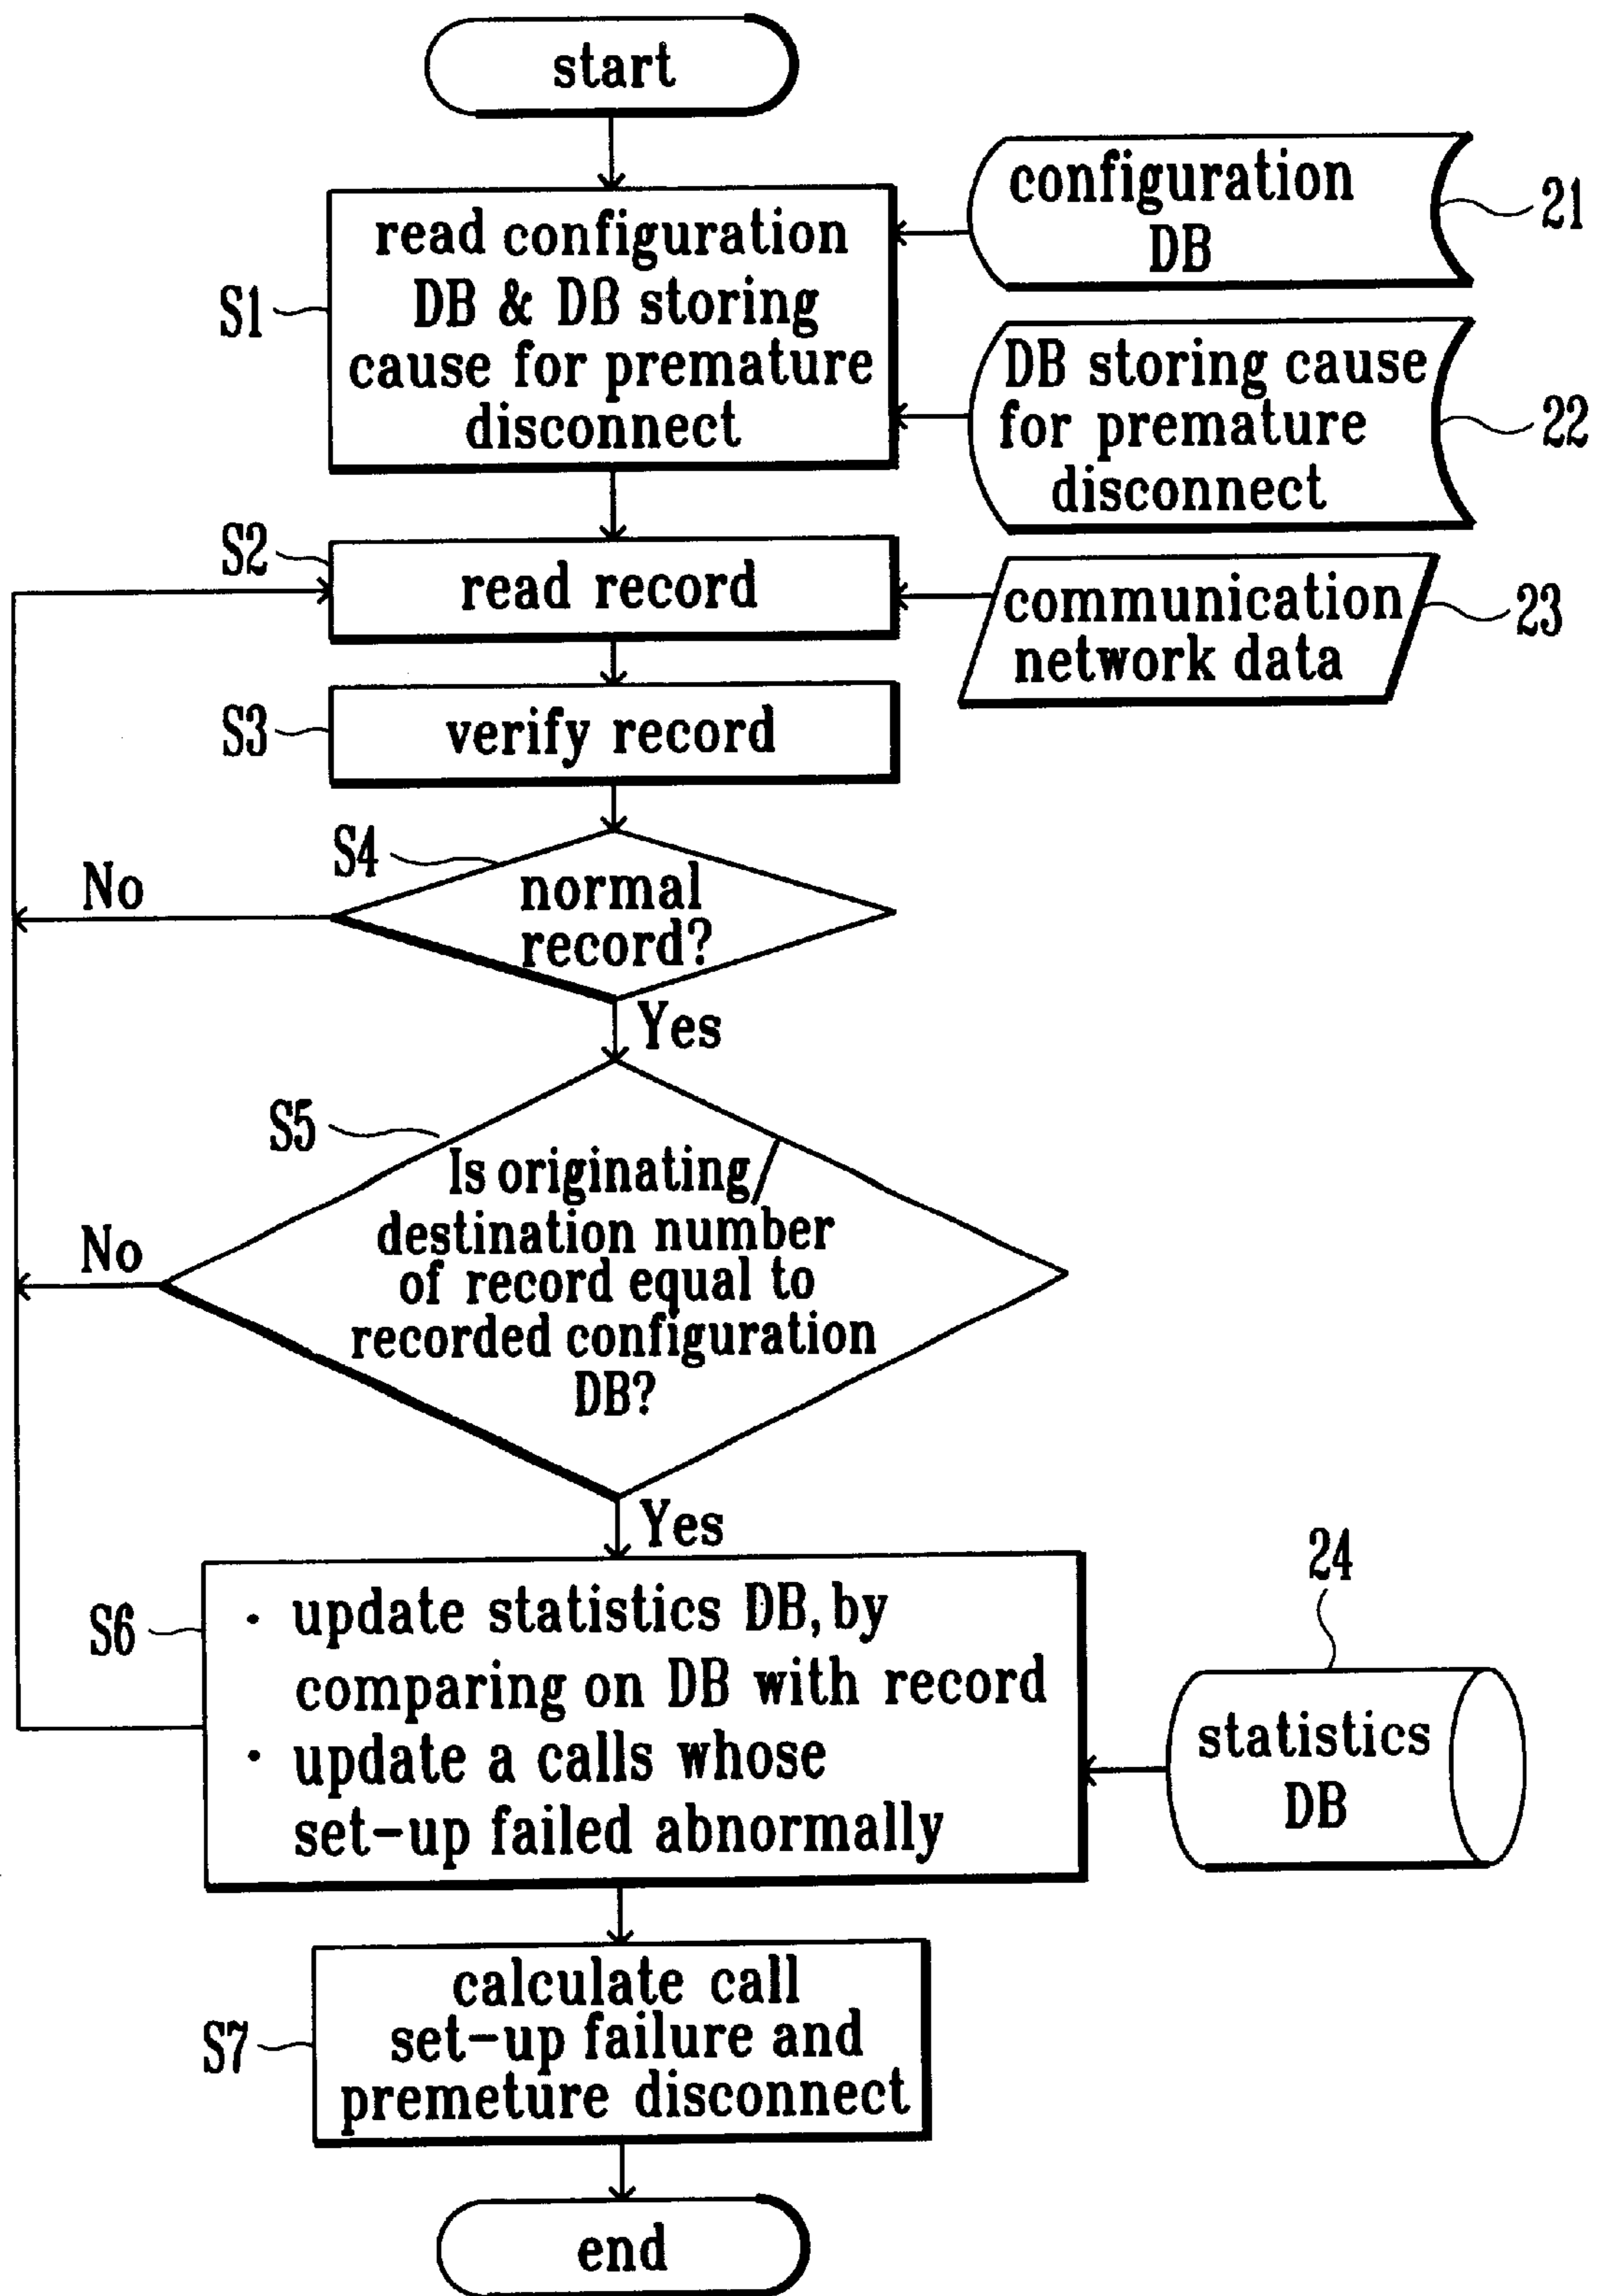 start
configuration
DB
21
read configuration
DB & DB storing
cause for premature
disconnect
S1
DB storing cause
for premature
disconnect
22
S2
read record
communication
network data
23
S3
verify record
S4
normal
record?
No
Yes
S5
Is originating/
destination number
of record equal to
recorded configuration
DB?
No
Yes
S6
· update statistics DB, by
comparing on DB with record
· update a calls whose
set-up failed abnormally
24
statistics
DB
S7
calculate call
set-up failure and
premeture disconnect
end